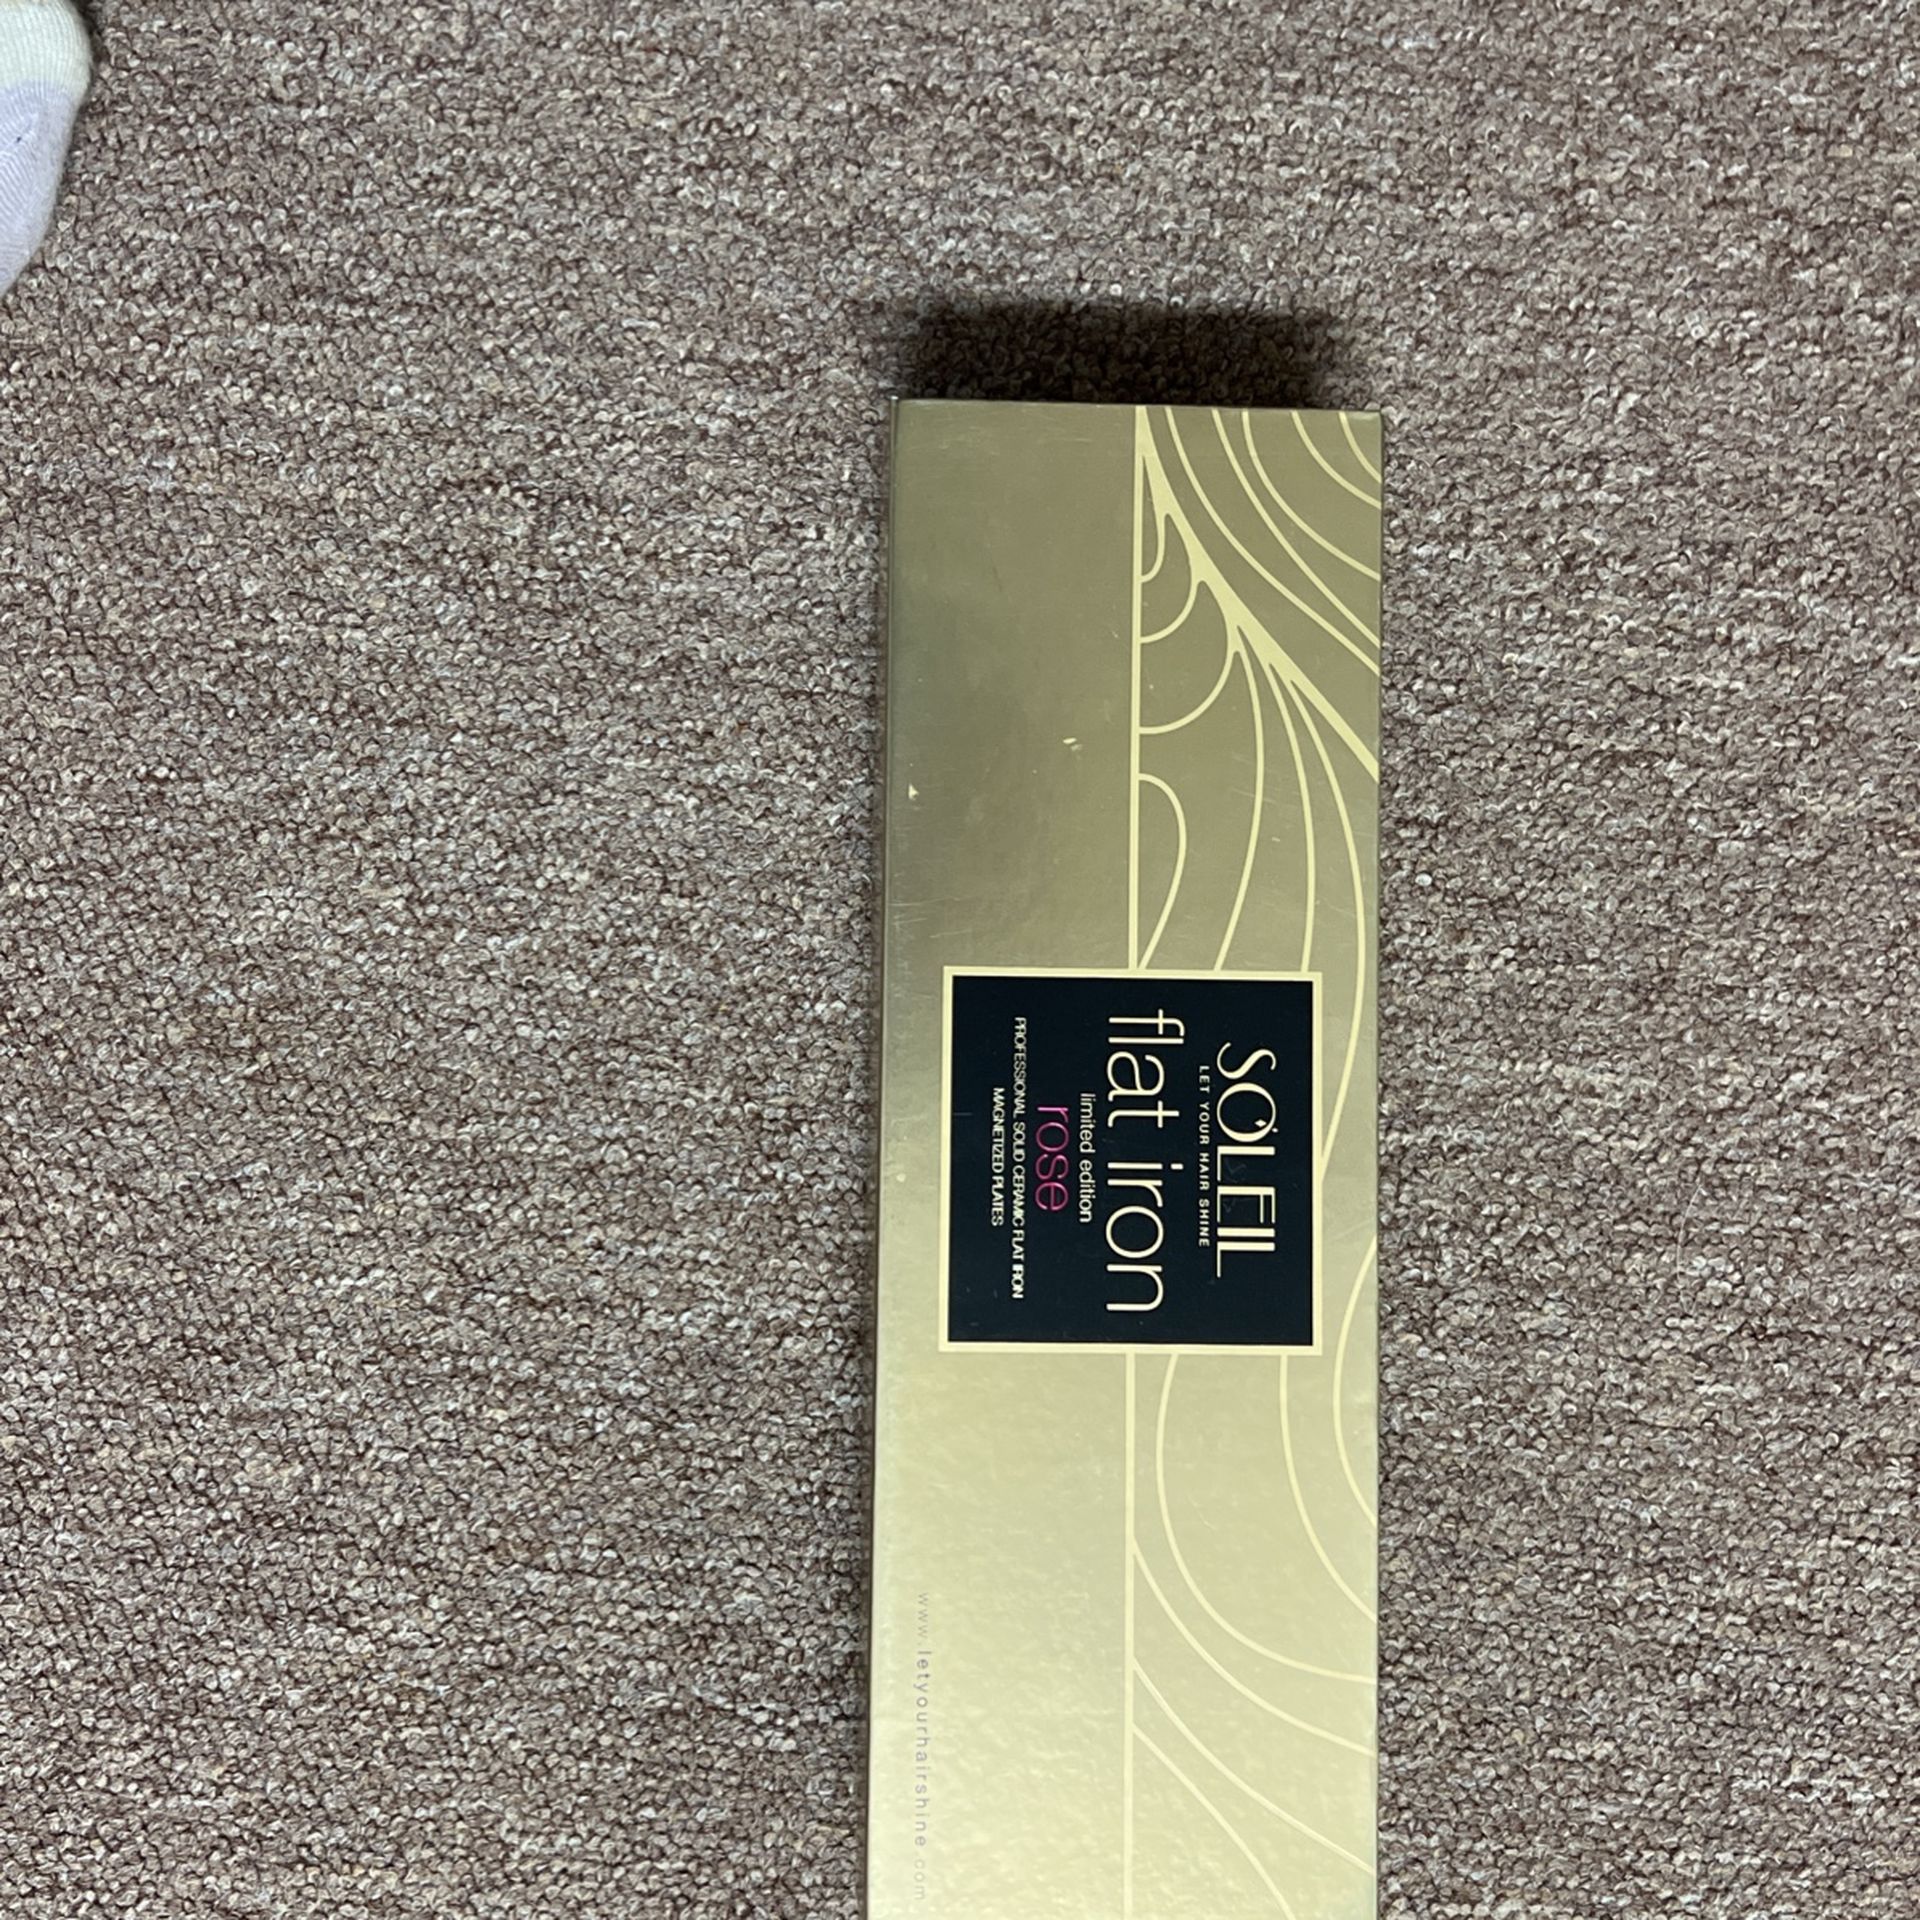 SOLEIL
LET YOUR HAIR SHINE
flat iron
limited edition
rose
PROFESSIONAL SOLID CERAMIC FLAT IRON
MAGNETIZED PLATES
www.letyourhairshine.com